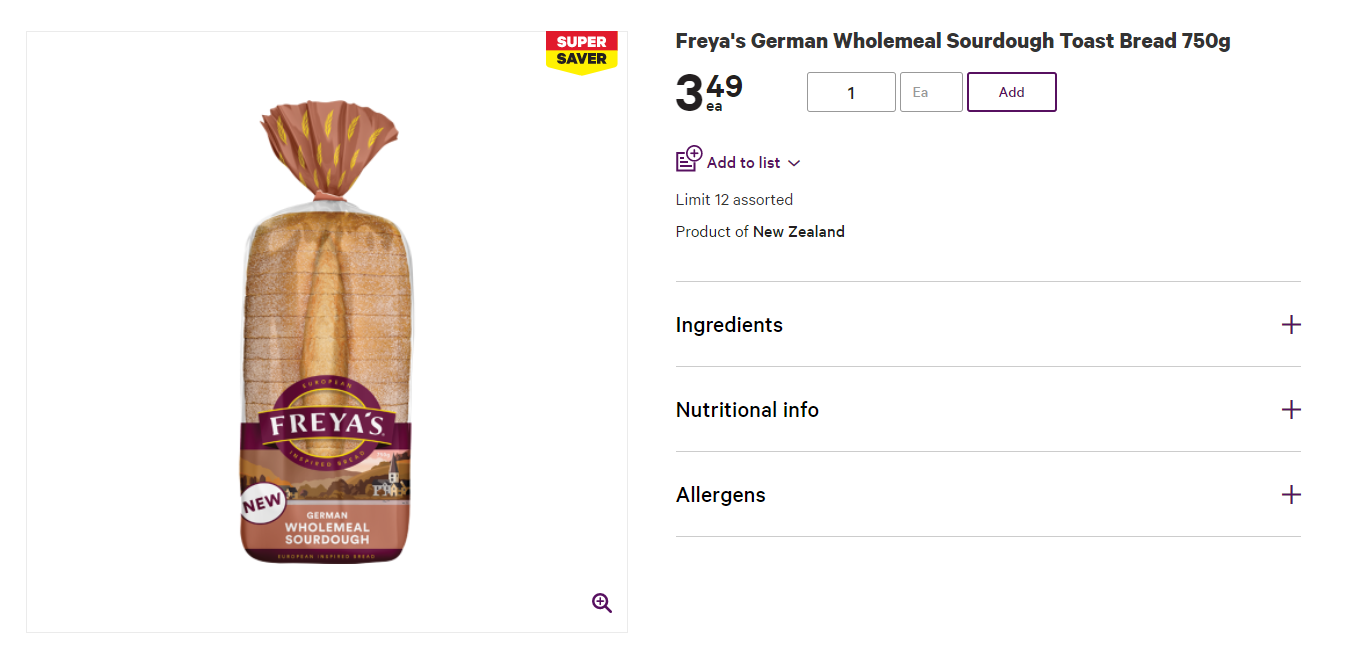 SUPER
SAVER
EUROPEAN
FREYA'S
INSPIRED BREAD
NEW
GERMAN
WHOLEMEAL
SOURDOUGH
EUROPEAN INSPIRED BREAD
Freya's German Wholemeal Sourdough Toast Bread 750g
3 49
ea
1
Ea
Add
Add to list
Limit 12 assorted
Product of New Zealand
Ingredients
Nutritional info
Allergens